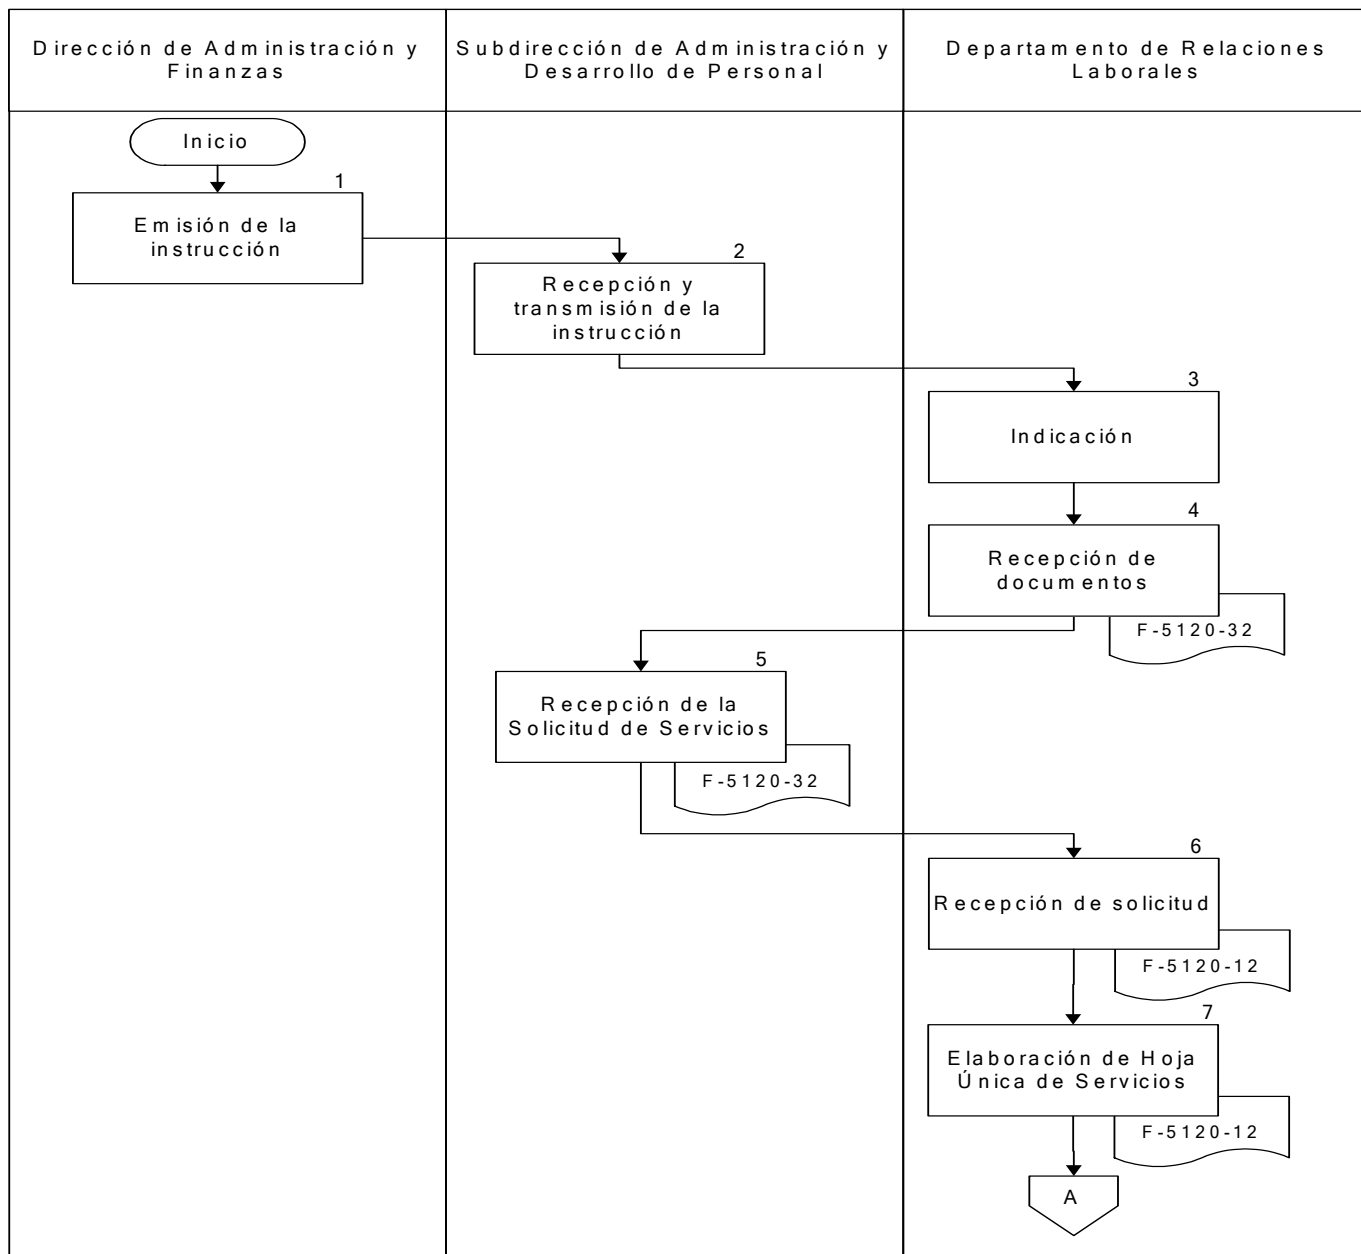 Dirección de Administración y
Finanzas
Subdirección de Administración y
Desarrollo de Personal
Departamento de Relaciones
Laborales
Inicio
1
Emisión de la
instrucción
2
Recepción y
transmisión de la
instrucción
3
Indicación
4
Recepción de
documentos
F-5120-32
5
Recepción de la
Solicitud de Servicios
F-5120-32
6
Recepción de solicitud
F-5120-12
7
Elaboración de Hoja
Única de Servicios
F-5120-12
A